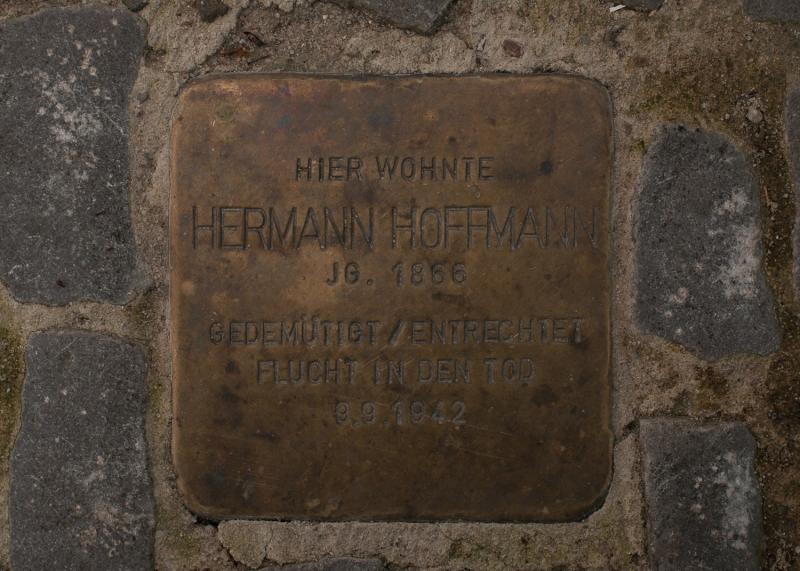 HIER WOHNTE
HERMANN HOFFMANN
JG. 1866
GEDEMÜTIGT / ENTRECHTET
FLUCHT IN DEN TOD
9.9.1942